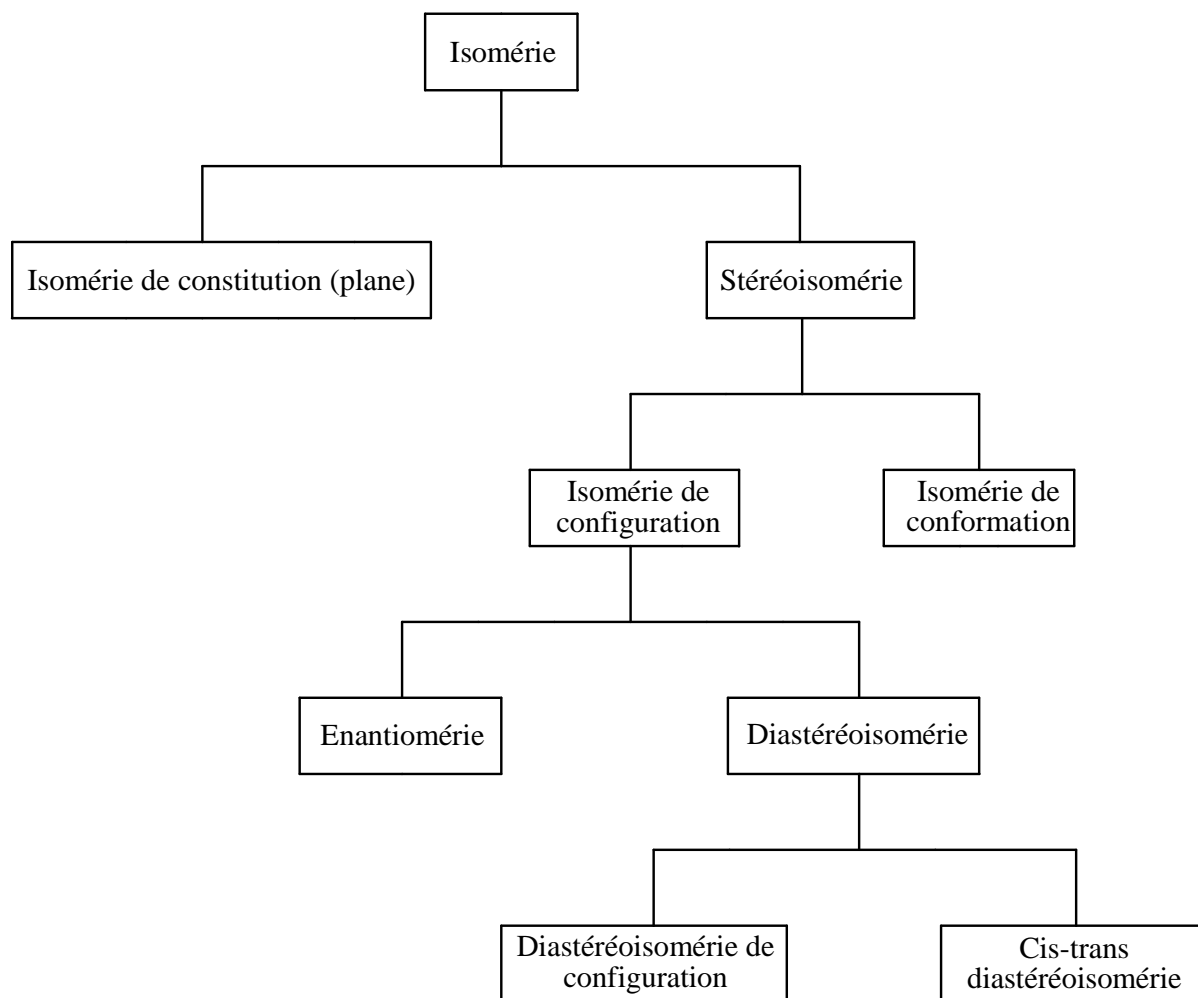 Isomérie
Isomérie de constitution (plane)
Stéréoisomérie
Isomérie de
configuration
Isomérie de
conformation
Enantiomérie
Diastéréoisomérie
Diastéréoisomérie de
configuration
Cis-trans
diastéréoisomérie